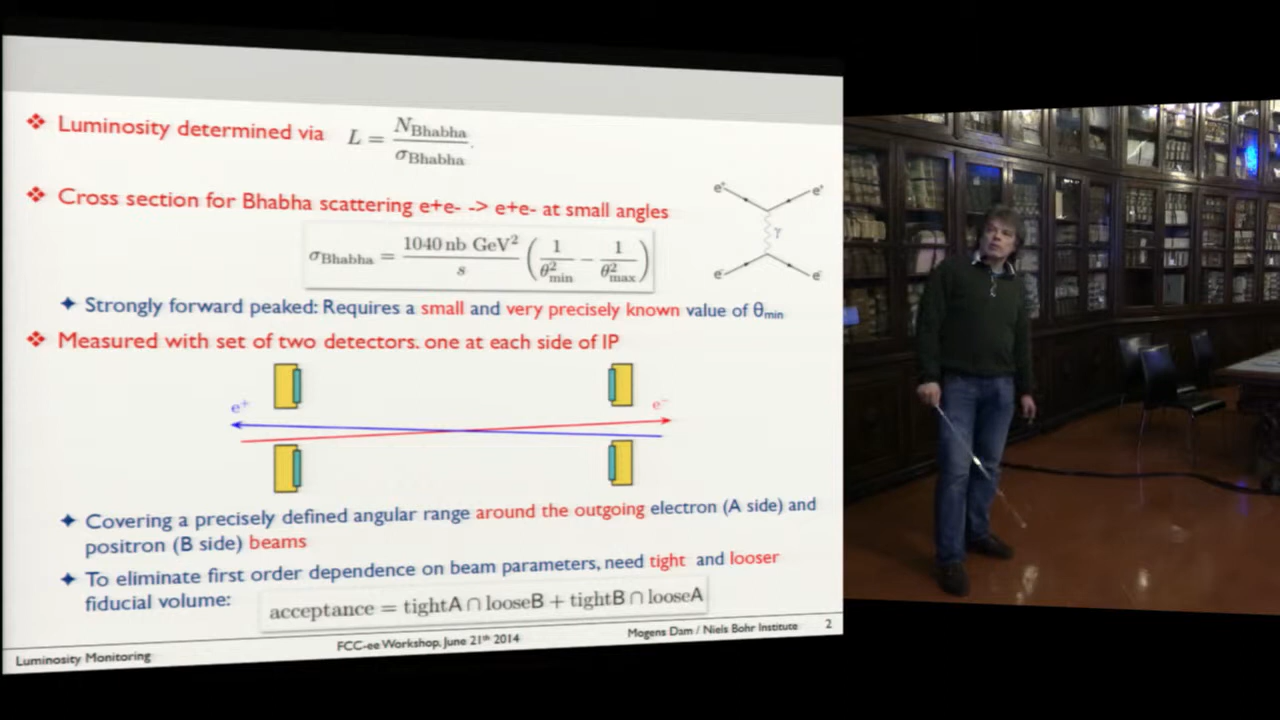 ❖ Luminosity determined via L = N_Bhabha / σ_Bhabha .
❖ Cross section for Bhabha scattering e+e- -> e+e- at small angles
σ_Bhabha = 1040 nb GeV² / s ( 1 / θ²_min − 1 / θ²_max )
e⁺ e⁺
γ
e⁻ e⁻
✦ Strongly forward peaked: Requires a small and very precisely known value of θ_min
❖ Measured with set of two detectors. one at each side of IP
e⁺ e⁻
✦ Covering a precisely defined angular range around the outgoing electron (A side) and
positron (B side) beams
✦ To eliminate first order dependence on beam parameters, need tight and looser
fiducial volume: acceptance = tightA ∩ looseB + tightB ∩ looseA
Luminosity Monitoring FCC-ee Workshop, June 21th 2014 Mogens Dam / Niels Bohr Institute 2